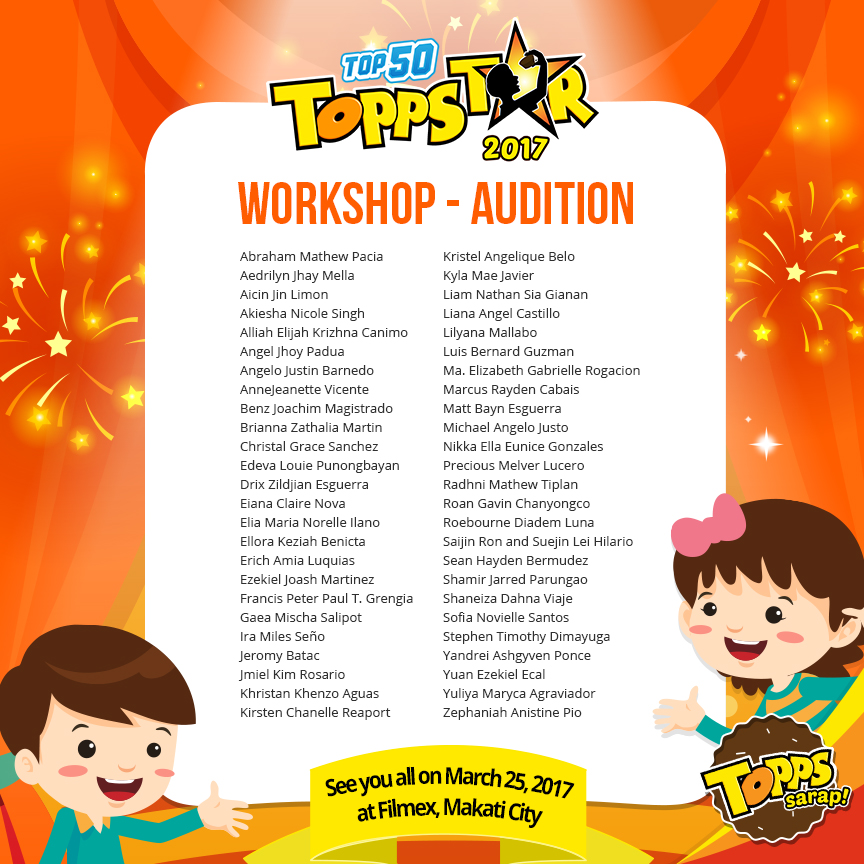 TOP 50
TOPPSTAR
2017
WORKSHOP - AUDITION
Abraham Mathew Pacia
Aedrilyn Jhay Mella
Aicin Jin Limon
Akiesha Nicole Singh
Alliah Elijah Krizhna Canimo
Angel Jhoy Padua
Angelo Justin Barnedo
AnneJeanette Vicente
Benz Joachim Magistrado
Brianna Zathalia Martin
Christal Grace Sanchez
Edeva Louie Punongbayan
Drix Zildjian Esguerra
Eiana Claire Nova
Elia Maria Norelle Ilano
Ellora Keziah Benicta
Erich Amia Luquias
Ezekiel Joash Martinez
Francis Peter Paul T. Grengia
Gaea Mischa Salipot
Ira Miles Seño
Jeromy Batac
Jmiel Kim Rosario
Khristan Khenzo Aguas
Kirsten Chanelle Reaport
Kristel Angelique Belo
Kyla Mae Javier
Liam Nathan Sia Gianan
Liana Angel Castillo
Lilyana Mallabo
Luis Bernard Guzman
Ma. Elizabeth Gabrielle Rogacion
Marcus Rayden Cabais
Matt Bayn Esguerra
Michael Angelo Justo
Nikka Ella Eunice Gonzales
Precious Melver Lucero
Radhni Mathew Tiplan
Roan Gavin Chanyongco
Roebourne Diadem Luna
Saijin Ron and Suejin Lei Hilario
Sean Hayden Bermudez
Shamir Jarred Parungao
Shaneiza Dahna Viaje
Sofia Novielle Santos
Stephen Timothy Dimayuga
Yandrei Ashgyven Ponce
Yuan Ezekiel Ecal
Yuliya Maryca Agraviador
Zephaniah Anistine Pio
See you all on March 25, 2017
at Filmex, Makati City
TOPPS
sarap!